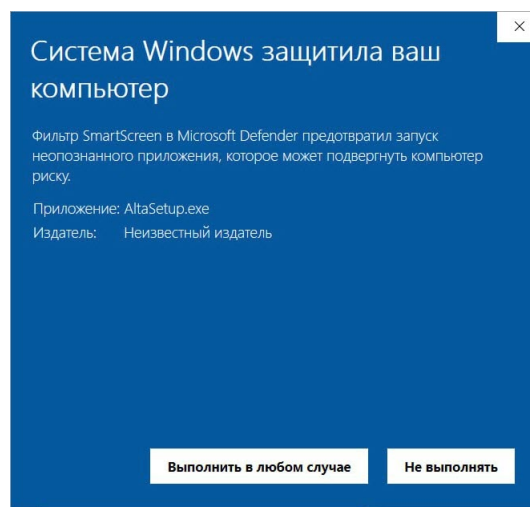 Система Windows защитила ваш
компьютер
Фильтр SmartScreen в Microsoft Defender предотвратил запуск
неопознанного приложения, которое может подвергнуть компьютер
риску.
Приложение: AltaSetup.exe
Издатель: Неизвестный издатель
Выполнить в любом случае Не выполнять